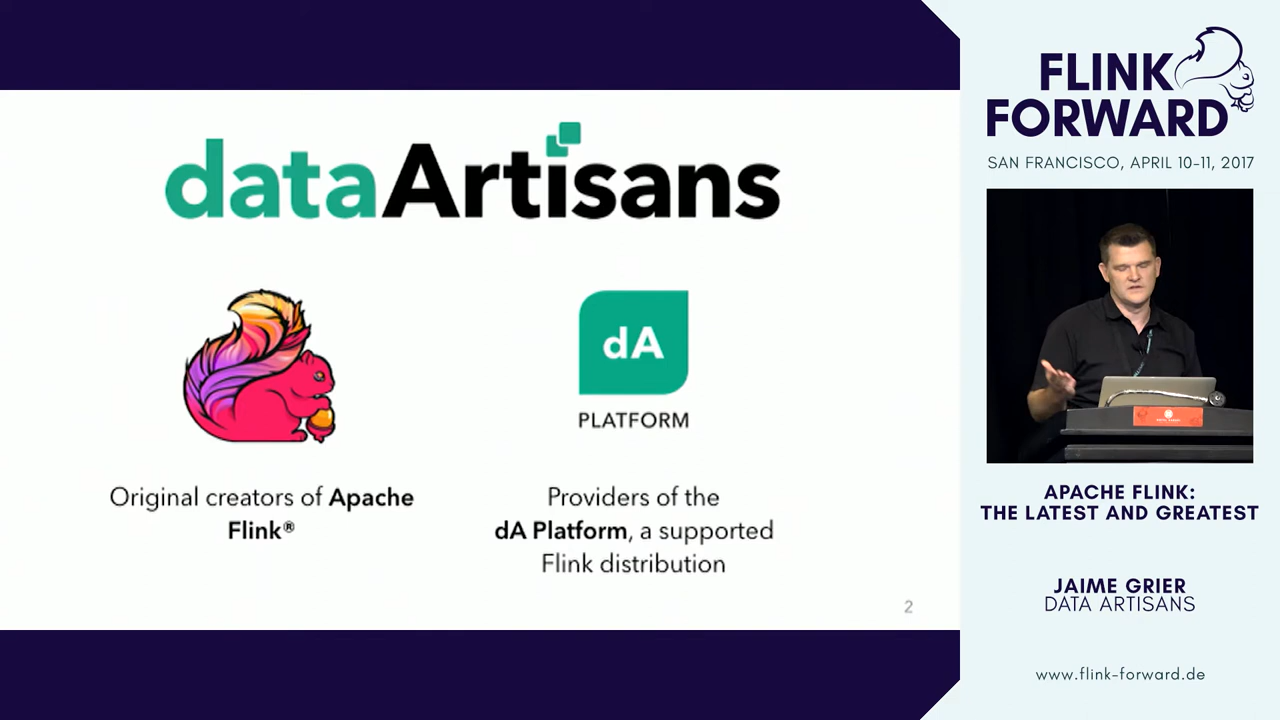 dataArtisans
dA
PLATFORM
Original creators of Apache
Flink®
Providers of the
dA Platform, a supported
Flink distribution
2
FLINK
FORWARD
SAN FRANCISCO, APRIL 10-11, 2017
APACHE FLINK:
THE LATEST AND GREATEST
JAIME GRIER
DATA ARTISANS
www.flink-forward.de